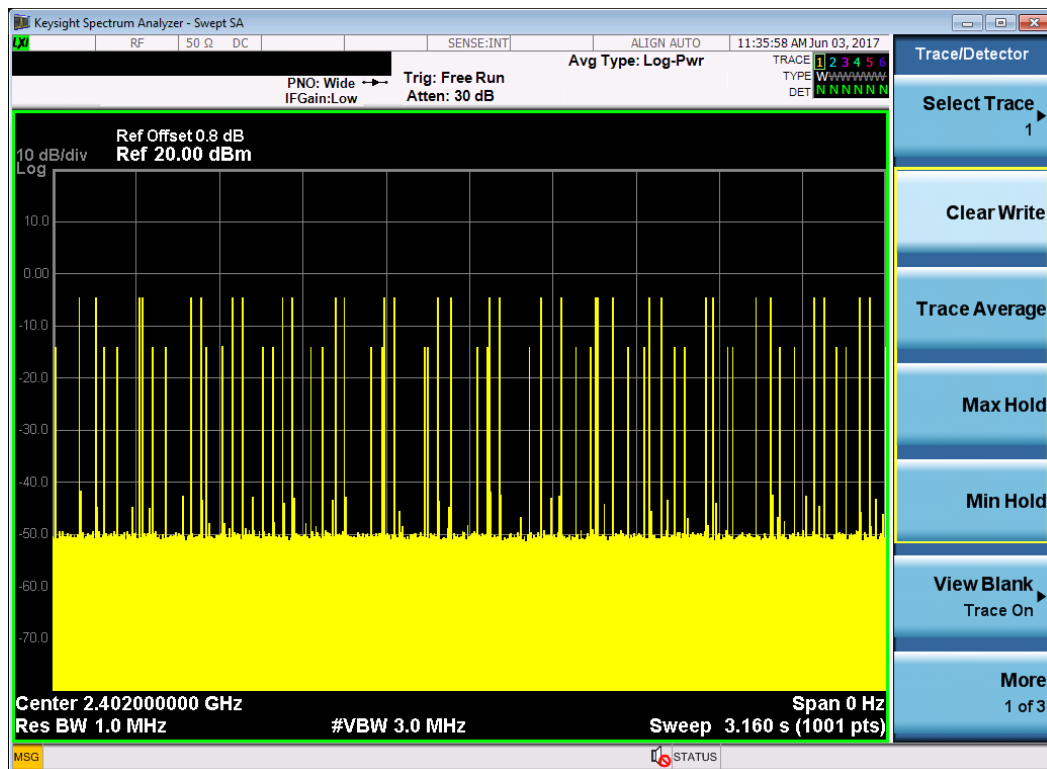 Keysight Spectrum Analyzer - Swept SA
LXI RF 50 Ω DC SENSE:INT ALIGN AUTO 11:35:58 AM Jun 03, 2017
PNO: Wide
IFGain:Low
Trig: Free Run
Atten: 30 dB
Avg Type: Log-Pwr
TRACE 1 2 3 4 5 6
TYPE WWWWWW
DET N N N N N N
Ref Offset 0.8 dB
10 dB/div Ref 20.00 dBm
Log
10.0
0.00
-10.0
-20.0
-30.0
-40.0
-50.0
-60.0
-70.0
Center 2.402000000 GHz Span 0 Hz
Res BW 1.0 MHz #VBW 3.0 MHz Sweep 3.160 s (1001 pts)
MSG STATUS
Trace/Detector
Select Trace
1
Clear Write
Trace Average
Max Hold
Min Hold
View Blank
Trace On
More
1 of 3